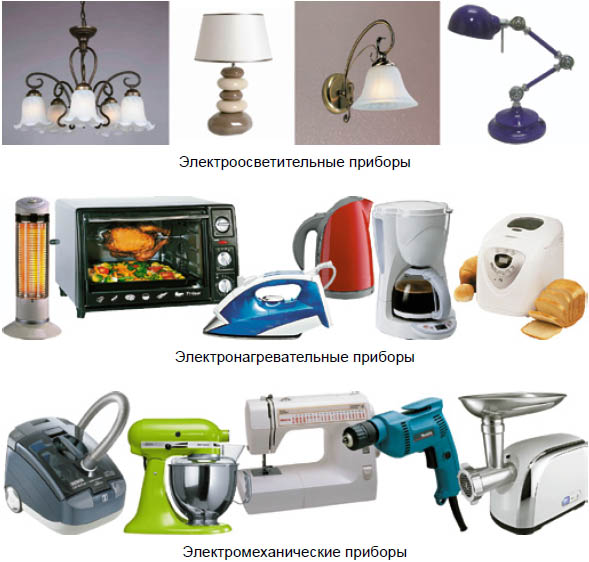 Электроосветительные приборы
Электронагревательные приборы
Электромеханические приборы